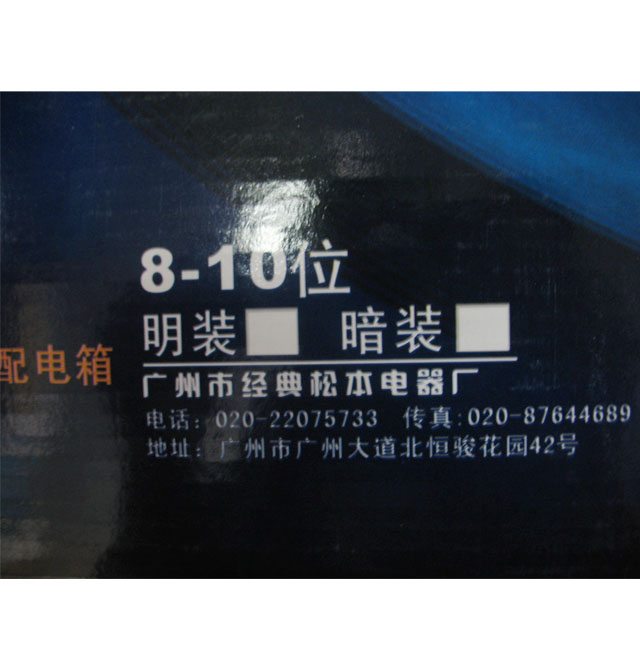 8-10位
明装 暗装
配电箱
广州市经典松本电器厂
电话：020-22075733 传真:020-87644689
地址：广州市广州大道北恒骏花园42号